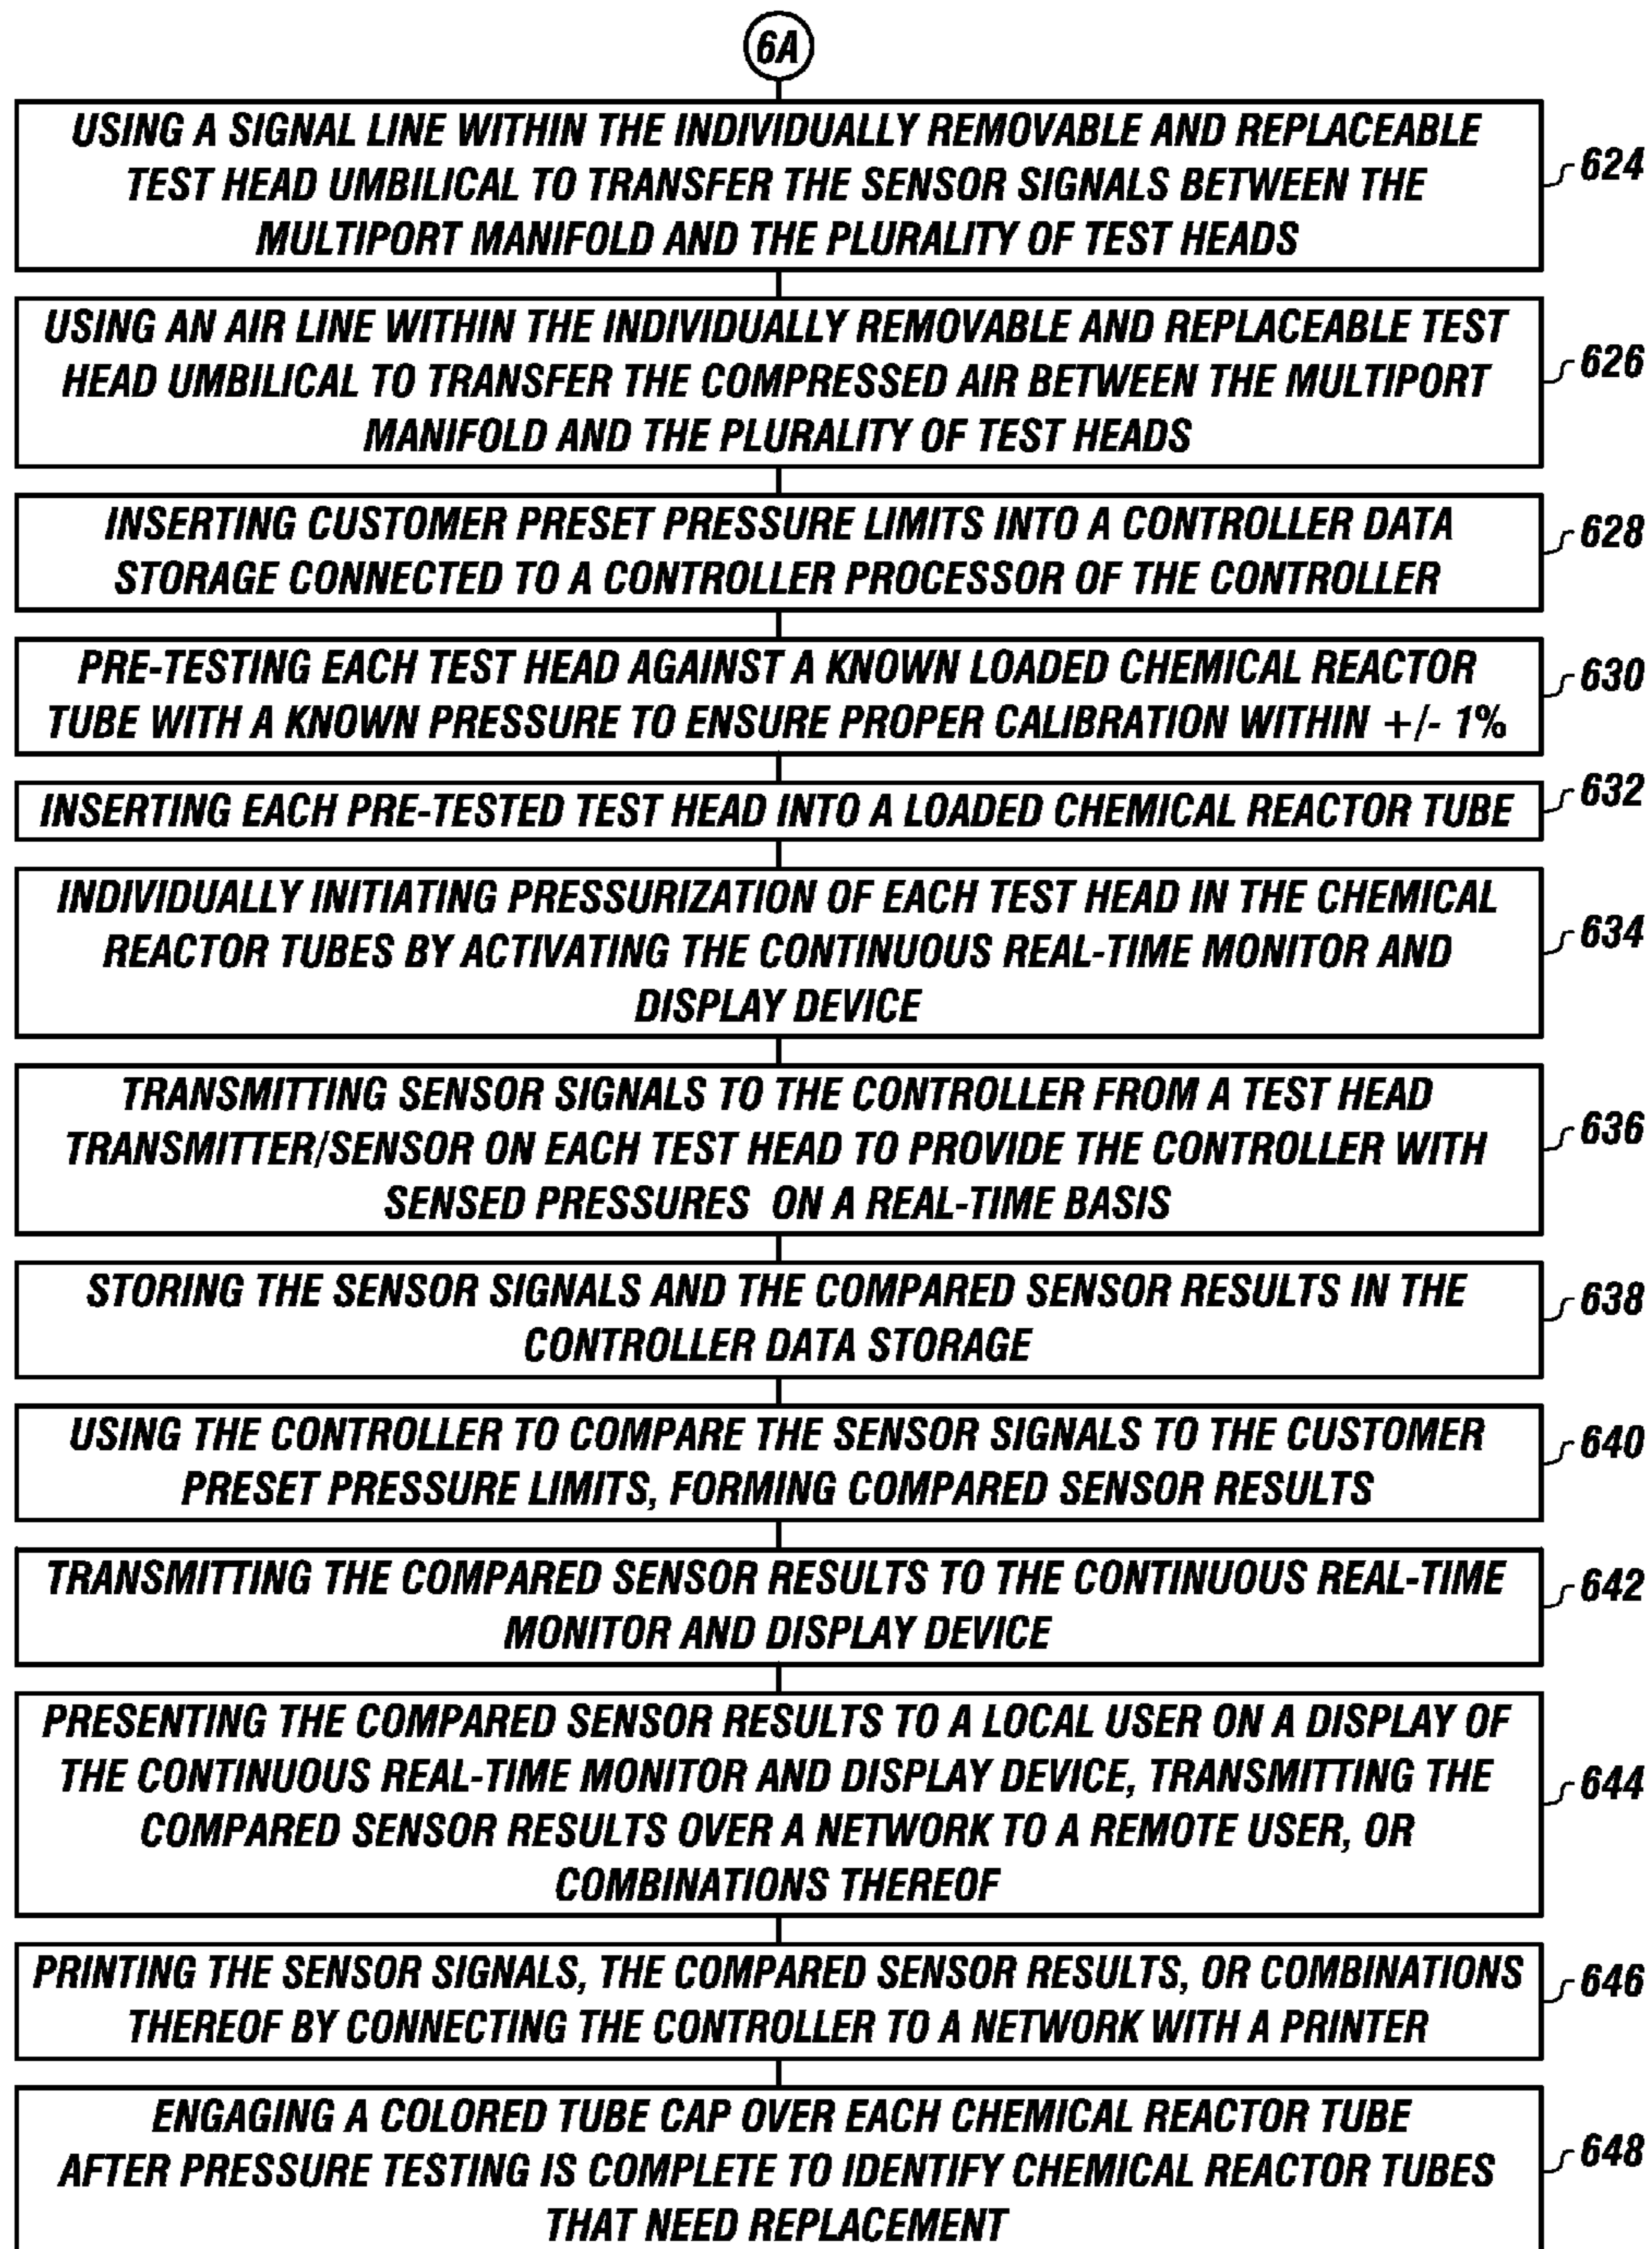 6A
USING A SIGNAL LINE WITHIN THE INDIVIDUALLY REMOVABLE AND REPLACEABLE
TEST HEAD UMBILICAL TO TRANSFER THE SENSOR SIGNALS BETWEEN THE
MULTIPORT MANIFOLD AND THE PLURALITY OF TEST HEADS
624
USING AN AIR LINE WITHIN THE INDIVIDUALLY REMOVABLE AND REPLACEABLE TEST
HEAD UMBILICAL TO TRANSFER THE COMPRESSED AIR BETWEEN THE MULTIPORT
MANIFOLD AND THE PLURALITY OF TEST HEADS
626
INSERTING CUSTOMER PRESET PRESSURE LIMITS INTO A CONTROLLER DATA
STORAGE CONNECTED TO A CONTROLLER PROCESSOR OF THE CONTROLLER
628
PRE-TESTING EACH TEST HEAD AGAINST A KNOWN LOADED CHEMICAL REACTOR
TUBE WITH A KNOWN PRESSURE TO ENSURE PROPER CALIBRATION WITHIN +/- 1%
630
INSERTING EACH PRE-TESTED TEST HEAD INTO A LOADED CHEMICAL REACTOR TUBE
632
INDIVIDUALLY INITIATING PRESSURIZATION OF EACH TEST HEAD IN THE CHEMICAL
REACTOR TUBES BY ACTIVATING THE CONTINUOUS REAL-TIME MONITOR AND
DISPLAY DEVICE
634
TRANSMITTING SENSOR SIGNALS TO THE CONTROLLER FROM A TEST HEAD
TRANSMITTER/SENSOR ON EACH TEST HEAD TO PROVIDE THE CONTROLLER WITH
SENSED PRESSURES ON A REAL-TIME BASIS
636
STORING THE SENSOR SIGNALS AND THE COMPARED SENSOR RESULTS IN THE
CONTROLLER DATA STORAGE
638
USING THE CONTROLLER TO COMPARE THE SENSOR SIGNALS TO THE CUSTOMER
PRESET PRESSURE LIMITS, FORMING COMPARED SENSOR RESULTS
640
TRANSMITTING THE COMPARED SENSOR RESULTS TO THE CONTINUOUS REAL-TIME
MONITOR AND DISPLAY DEVICE
642
PRESENTING THE COMPARED SENSOR RESULTS TO A LOCAL USER ON A DISPLAY OF
THE CONTINUOUS REAL-TIME MONITOR AND DISPLAY DEVICE, TRANSMITTING THE
COMPARED SENSOR RESULTS OVER A NETWORK TO A REMOTE USER, OR
COMBINATIONS THEREOF
644
PRINTING THE SENSOR SIGNALS, THE COMPARED SENSOR RESULTS, OR COMBINATIONS
THEREOF BY CONNECTING THE CONTROLLER TO A NETWORK WITH A PRINTER
646
ENGAGING A COLORED TUBE CAP OVER EACH CHEMICAL REACTOR TUBE
AFTER PRESSURE TESTING IS COMPLETE TO IDENTIFY CHEMICAL REACTOR TUBES
THAT NEED REPLACEMENT
648